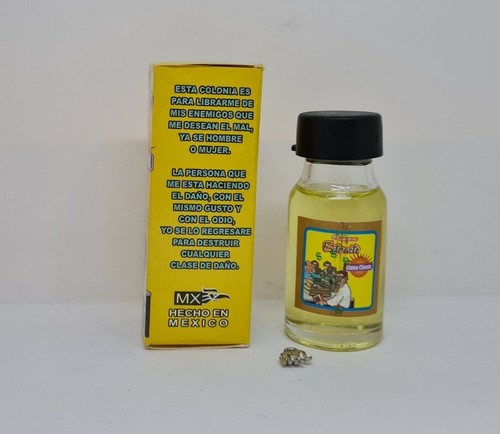 ESTA COLONIA ES
PARA LIBRARME DE
MIS ENEMIGOS QUE
ME DESEAN EL MAL,
YA SE HOMBRE
O MUJER.
LA PERSONA QUE
ME ESTA HACIENDO
EL DAÑO, CON EL
MISMO GUSTO Y
CON EL ODIO,
YO SE LO REGRESARE
PARA DESTRUIR
CUALQUIER
CLASE DE DAÑO.
MX
HECHO EN
MEXICO
Extracto